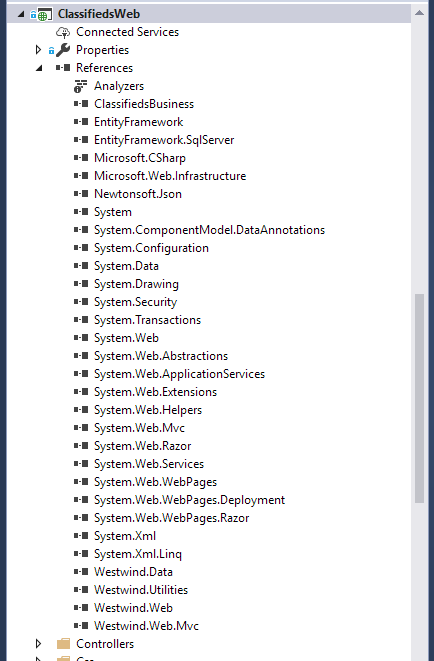 ClassifiedsWeb
Connected Services
Properties
References
Analyzers
ClassifiedsBusiness
EntityFramework
EntityFramework.SqlServer
Microsoft.CSharp
Microsoft.Web.Infrastructure
Newtonsoft.Json
System
System.ComponentModel.DataAnnotations
System.Configuration
System.Data
System.Drawing
System.Security
System.Transactions
System.Web
System.Web.Abstractions
System.Web.ApplicationServices
System.Web.Extensions
System.Web.Helpers
System.Web.Mvc
System.Web.Razor
System.Web.Services
System.Web.WebPages
System.Web.WebPages.Deployment
System.Web.WebPages.Razor
System.Xml
System.Xml.Linq
Westwind.Data
Westwind.Utilities
Westwind.Web
Westwind.Web.Mvc
Controllers